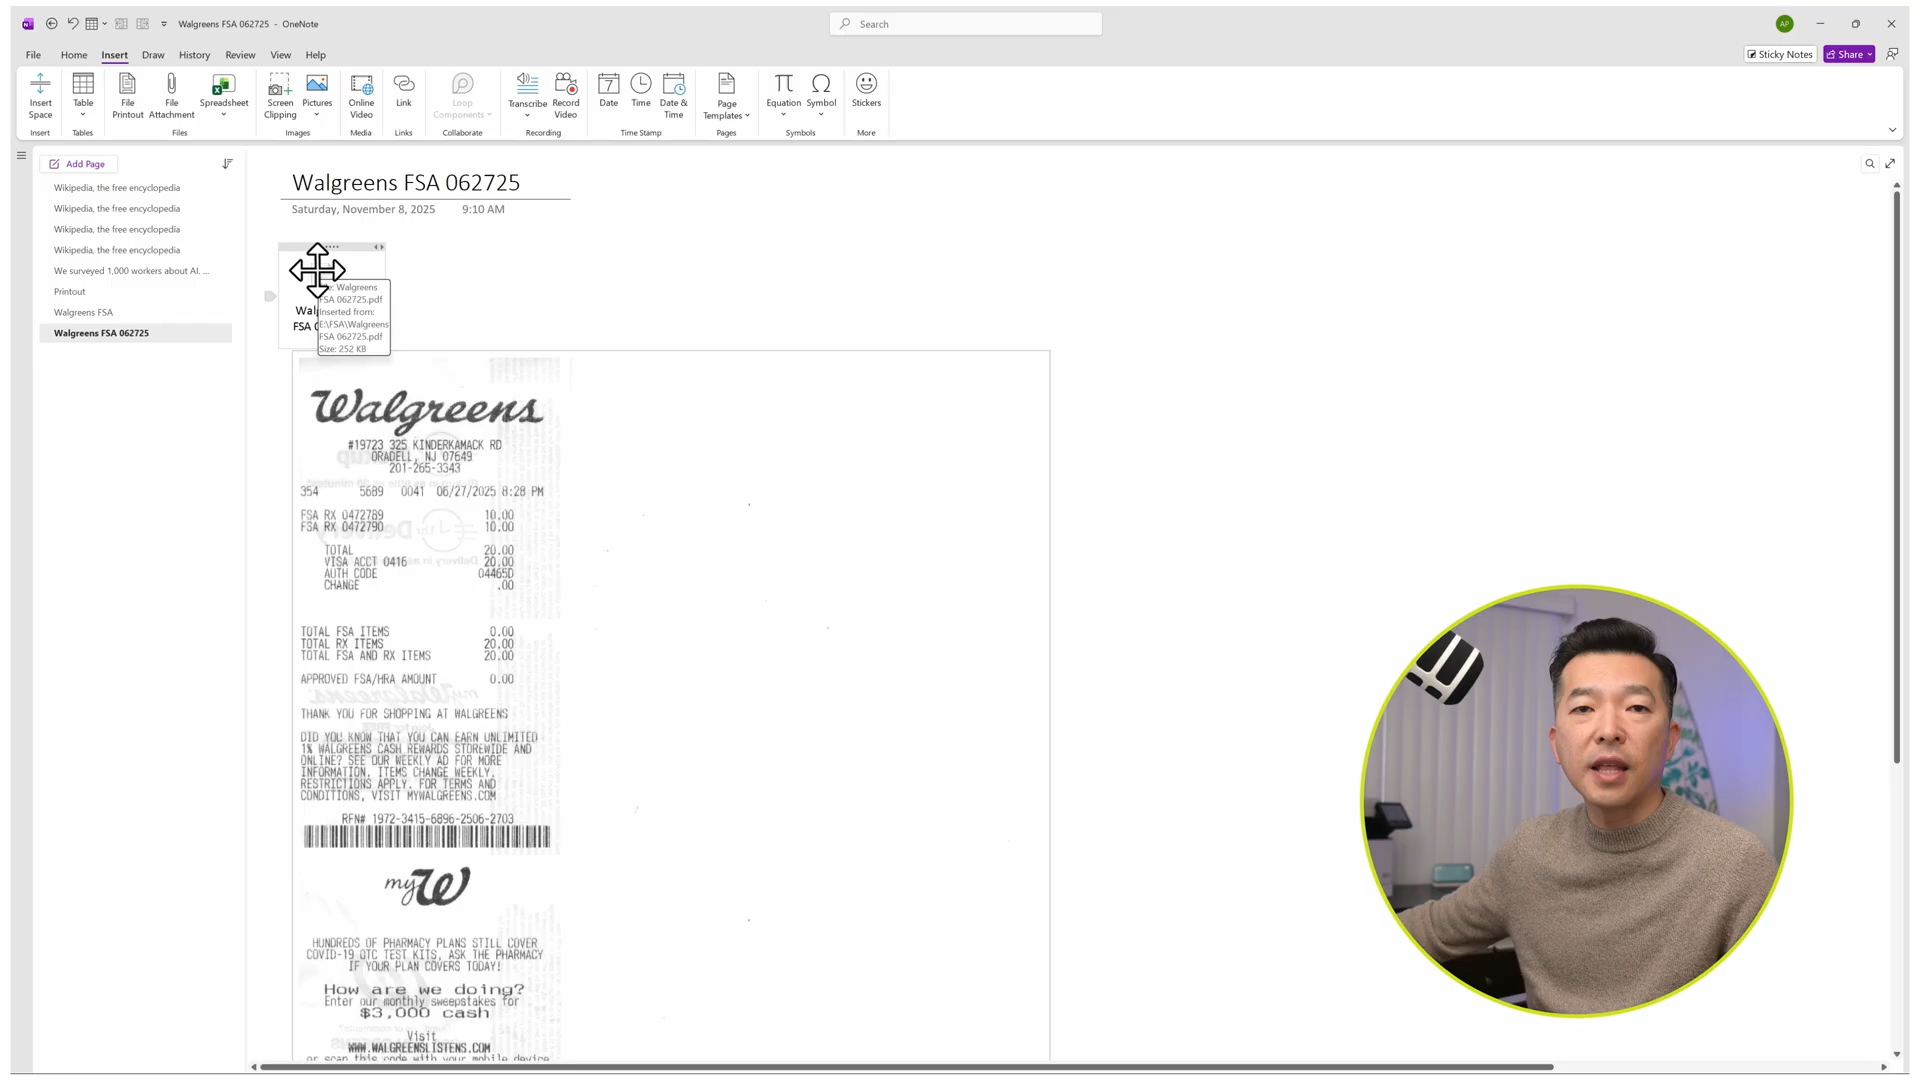 Walgreens FSA 062725 - OneNote
Search
AP
File Home Insert Draw History Review View Help
Sticky Notes
Share
Insert Space
Table
File Printout
File Attachment
Spreadsheet
Screen Clipping
Pictures
Online Video
Link
Loop Components
Transcribe
Record Video
7
Date
Time
Date & Time
Page Templates
Equation
Symbol
Stickers
Insert
Tables
Files
Images
Media
Links
Collaborate
Recording
Time Stamp
Pages
Symbols
More
Add Page
Wikipedia, the free encyclopedia
Wikipedia, the free encyclopedia
Wikipedia, the free encyclopedia
Wikipedia, the free encyclopedia
We surveyed 1,000 workers about AI. ...
Printout
Walgreens FSA
Walgreens FSA 062725
Walgreens FSA 062725
Saturday, November 8, 2025 9:10 AM
Walgreens
FSA 062725.pdf
Inserted from:
E:\FSA\Walgreens
FSA 062725.pdf
Size: 252 KB
Walgreens
#19723 325 KINDERKAMACK RD
ORADELL, NJ 07649
201-265-3343
354 5689 0041 06/27/2025 8:28 PM
FSA RX 0472789 10.00
FSA RX 0472790 10.00
TOTAL 20.00
VISA ACCT 0416 20.00
AUTH CODE 04465D
CHANGE .00
TOTAL FSA ITEMS 0.00
TOTAL RX ITEMS 20.00
TOTAL FSA AND RX ITEMS 20.00
APPROVED FSA/HRA AMOUNT 0.00
THANK YOU FOR SHOPPING AT WALGREENS
DID YOU KNOW THAT YOU CAN EARN UNLIMITED
1% WALGREENS CASH REWARDS STOREWIDE AND
ONLINE? SEE OUR WEEKLY AD FOR MORE
INFORMATION. ITEMS CHANGE WEEKLY.
RESTRICTIONS APPLY. FOR TERMS AND
CONDITIONS, VISIT MYWALGREENS.COM
RFN# 1972-3415-6896-2506-2703
myW
HUNDREDS OF PHARMACY PLANS STILL COVER
COVID-19 OTC TEST KITS, ASK THE PHARMACY
IF YOUR PLAN COVERS TODAY!
How are we doing?
Enter our monthly sweepstakes for
$3,000 cash
Visit
WWW.WALGREENSLISTENS.COM
or scan this code with your mobile device